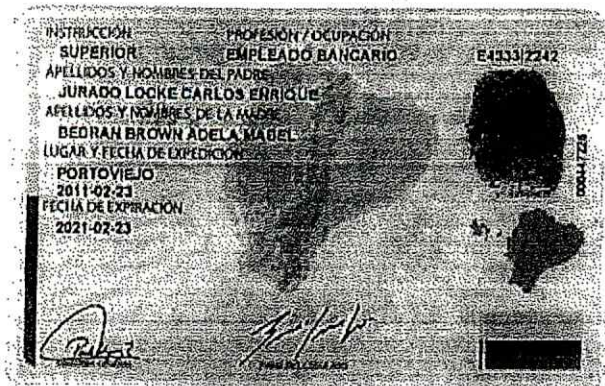 INSTRUCCIÓN PROFESIÓN / OCUPACIÓN
SUPERIOR EMPLEADO BANCARIO E4333I2242
APELLIDOS Y NOMBRES DEL PADRE
JURADO LOCKE CARLOS ENRIQUE
APELLIDOS Y NOMBRES DE LA MADRE
BEDRAN BROWN ADELA MABEL
LUGAR Y FECHA DE EXPEDICIÓN
PORTOVIEJO
2011-02-23
FECHA DE EXPIRACIÓN
2021-02-23